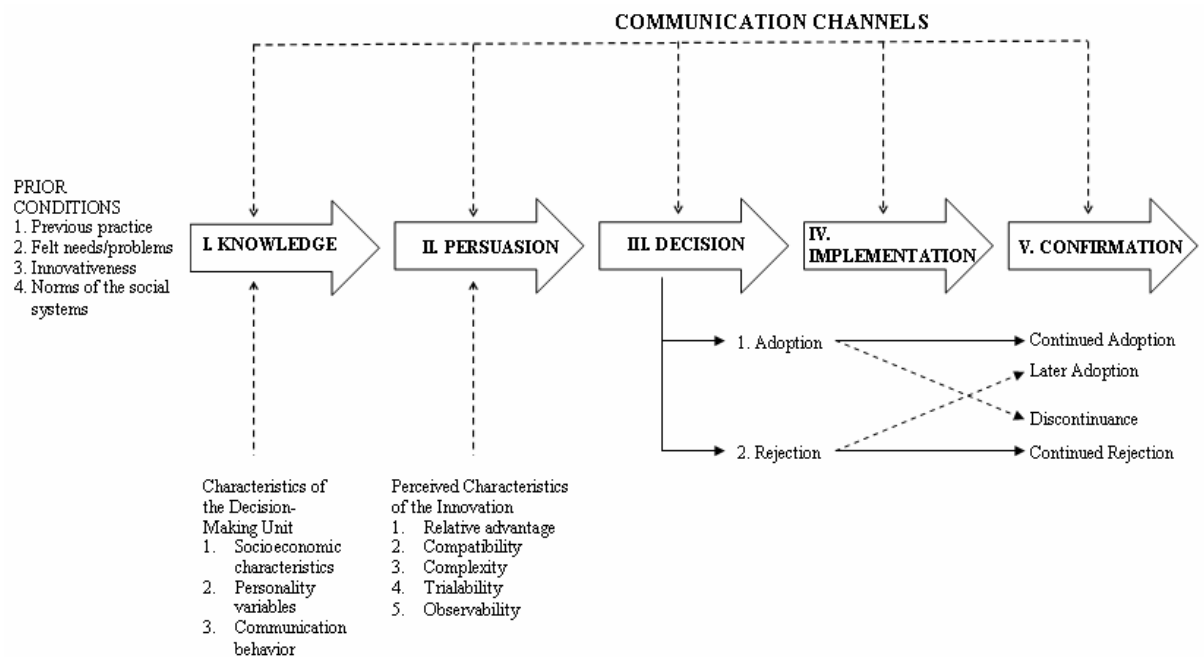 COMMUNICATION CHANNELS
PRIOR
CONDITIONS
1. Previous practice
2. Felt needs/problems
3. Innovativeness
4. Norms of the social
systems
I. KNOWLEDGE
II. PERSUASION
III. DECISION
IV.
IMPLEMENTATION
V. CONFIRMATION
1. Adoption
2. Rejection
Continued Adoption
Later Adoption
Discontinuance
Continued Rejection
Characteristics of
the Decision-
Making Unit
1. Socioeconomic
characteristics
2. Personality
variables
3. Communication
behavior
Perceived Characteristics
of the Innovation
1. Relative advantage
2. Compatibility
3. Complexity
4. Trialability
5. Observability